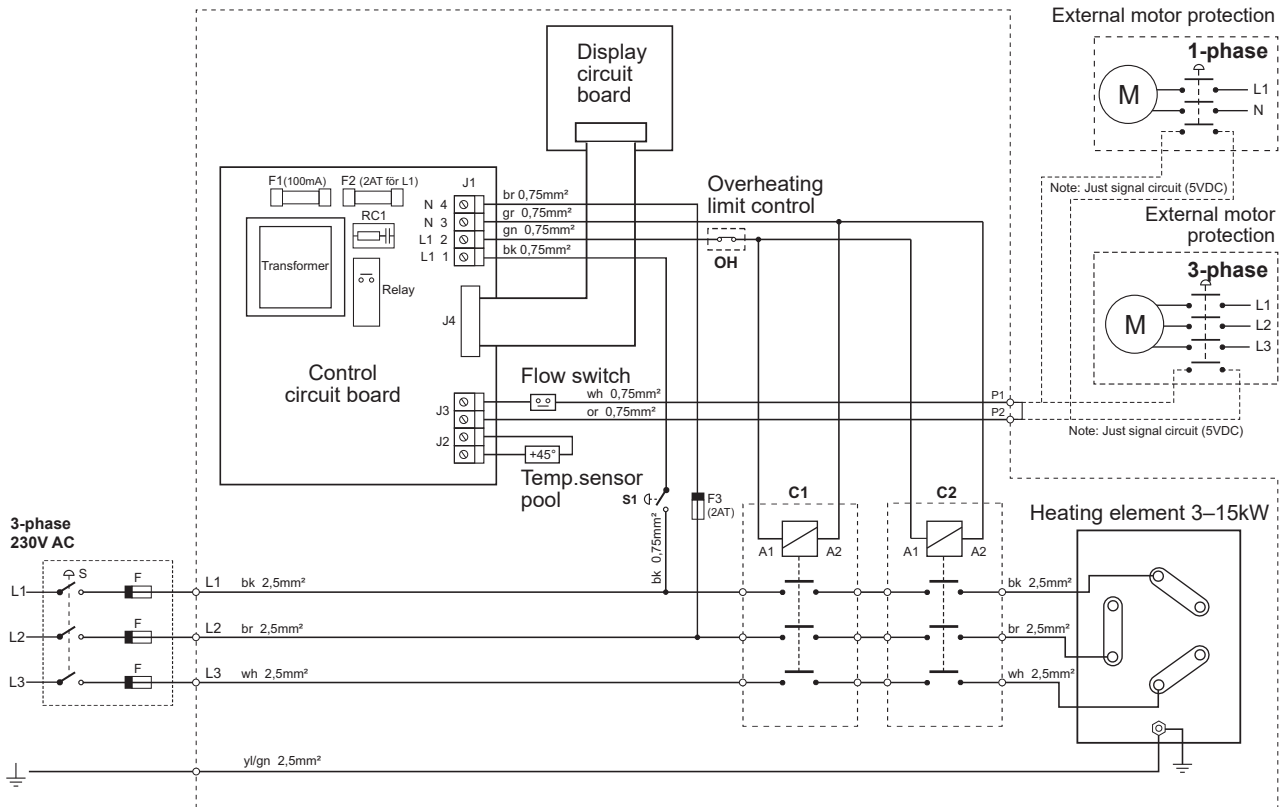 External motor protection
1-phase
M
L1
N
Note: Just signal circuit (5VDC)
External motor
protection
3-phase
M
L1
L2
L3
Note: Just signal circuit (5VDC)
Display
circuit
board
F1(100mA)
F2 (2AT för L1)
J1
RC1
N 4
N 3
L1 2
L1 1
br 0,75mm²
gr 0,75mm²
gn 0,75mm²
bk 0,75mm²
Overheating
limit control
OH
Transformer
Relay
J4
Control
circuit board
Flow switch
wh 0,75mm²
or 0,75mm²
P1
P2
J3
J2
+45°
Temp.sensor
pool
S1
F3
(2AT)
bk 0,75mm²
C1
C2
A1
A2
A1
A2
Heating element 3–15kW
3-phase
230V AC
S
F
L1
L1
bk 2,5mm²
bk 2,5mm²
F
L2
L2
br 2,5mm²
br 2,5mm²
F
L3
L3
wh 2,5mm²
wh 2,5mm²
yl/gn 2,5mm²